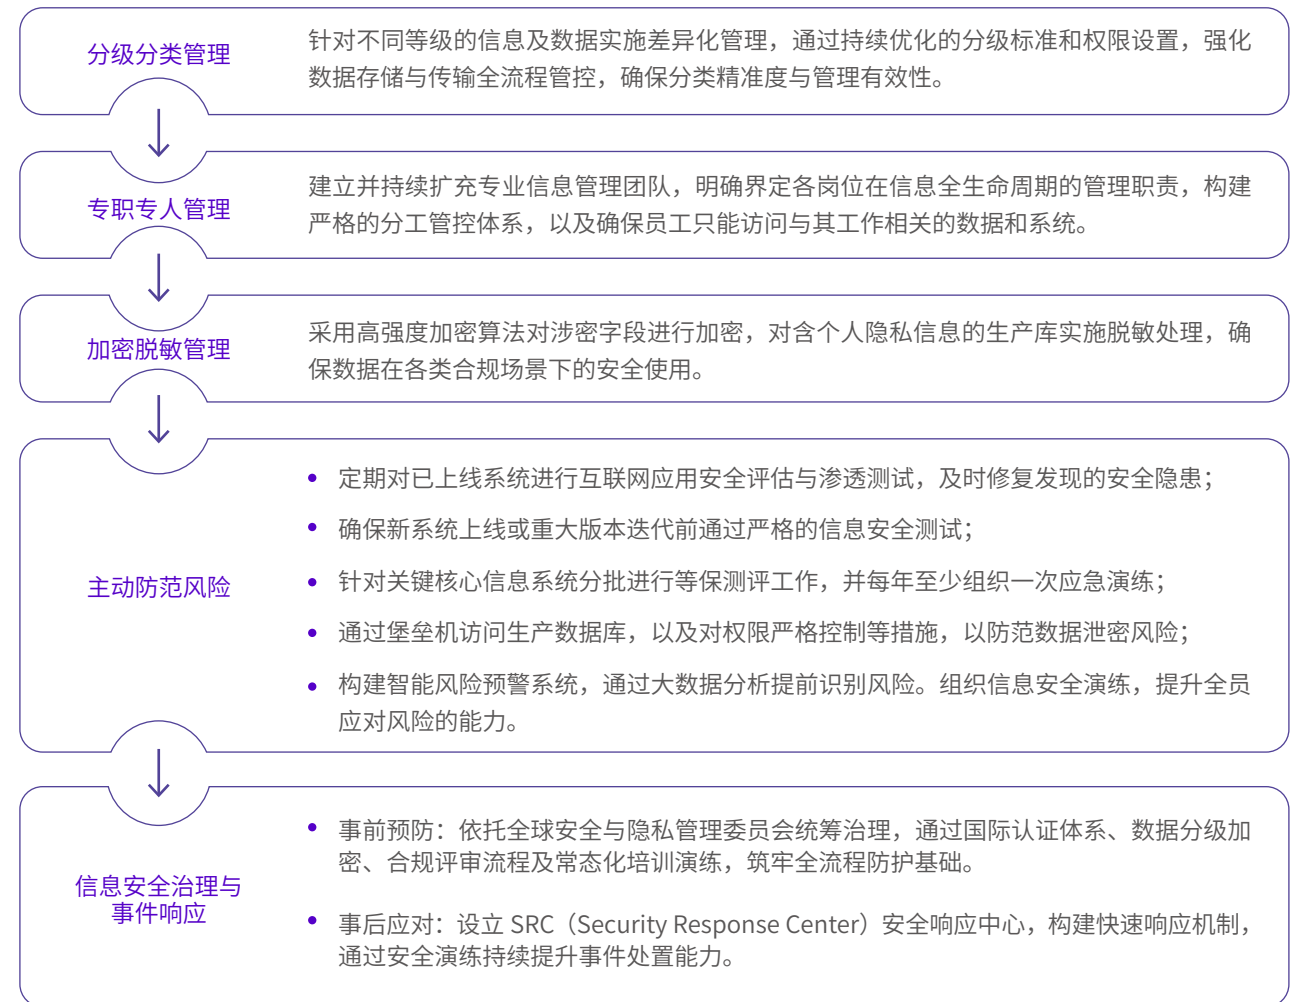 分级分类管理
针对不同等级的信息及数据实施差异化管理，通过持续优化的分级标准和权限设置，强化
数据存储与传输全流程管控，确保分类精准度与管理有效性。
专职专人管理
建立并持续扩充专业信息管理团队，明确界定各岗位在信息全生命周期的管理职责，构建
严格的分工管控体系，以及确保员工只能访问与其工作相关的数据和系统。
加密脱敏管理
采用高强度加密算法对涉密字段进行加密，对含个人隐私信息的生产库实施脱敏处理，确
保数据在各类合规场景下的安全使用。
主动防范风险
• 定期对已上线系统进行互联网应用安全评估与渗透测试，及时修复发现的安全隐患；
• 确保新系统上线或重大版本迭代前通过严格的信息安全测试；
• 针对关键核心信息系统分批进行等保测评工作，并每年至少组织一次应急演练；
• 通过堡垒机访问生产数据库，以及对权限严格控制等措施，以防范数据泄密风险；
• 构建智能风险预警系统，通过大数据分析提前识别风险。组织信息安全演练，提升全员
应对风险的能力。
信息安全治理与
事件响应
• 事前预防：依托全球安全与隐私管理委员会统筹治理，通过国际认证体系、数据分级加
密、合规评审流程及常态化培训演练，筑牢全流程防护基础。
• 事后应对：设立 SRC（Security Response Center）安全响应中心，构建快速响应机制，
通过安全演练持续提升事件处置能力。